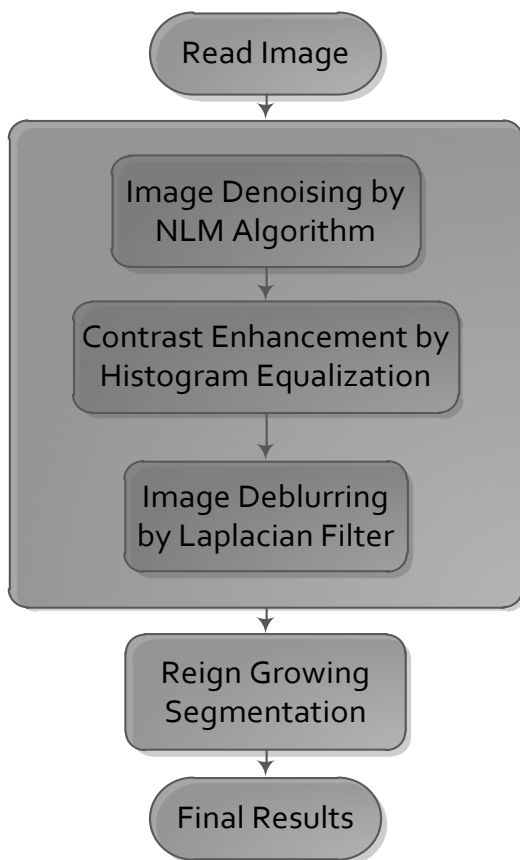 Read Image
Image Denoising by
NLM Algorithm
Contrast Enhancement by
Histogram Equalization
Image Deblurring
by Laplacian Filter
Reign Growing
Segmentation
Final Results